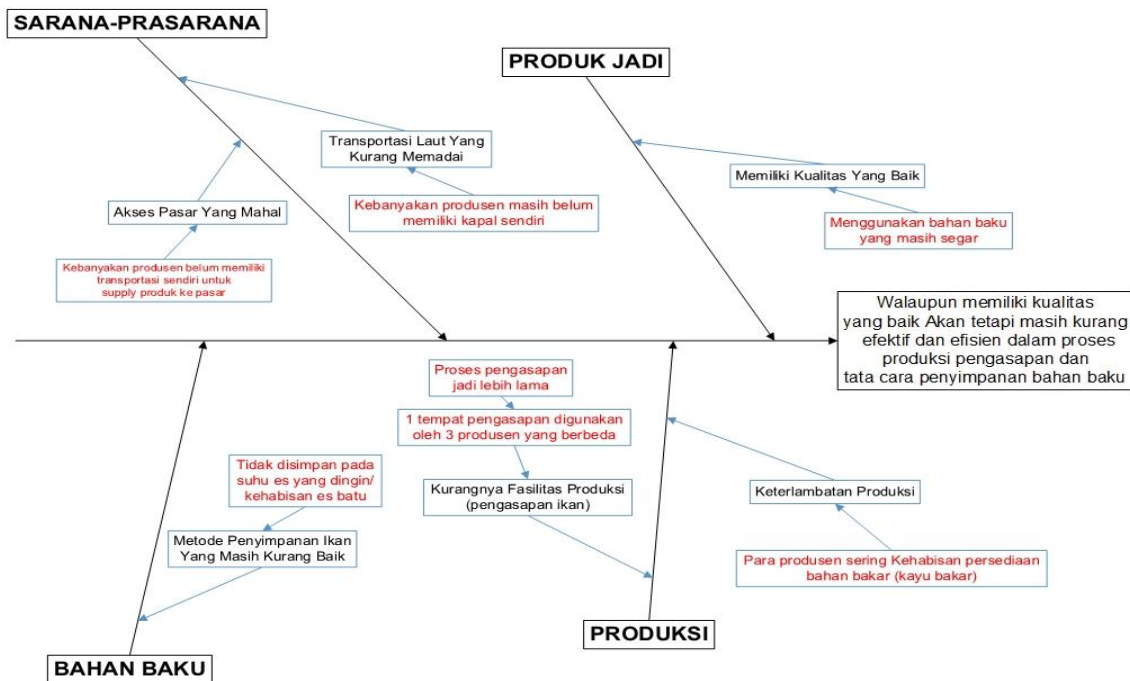 SARANA-PRASARANA
PRODUK JADI
Transportasi Laut Yang
Kurang Memadai
Memiliki Kualitas Yang Baik
Akses Pasar Yang Mahal
Kebanyakan produsen masih belum
memiliki kapal sendiri
Menggunakan bahan baku
yang masih segar
Kebanyakan produsen belum memiliki
transportasi sendiri untuk
supply produk ke pasar
Walaupun memiliki kualitas
yang baik Akan tetapi masih kurang
efektif dan efisien dalam proses
produksi pengasapan dan
tata cara penyimpanan bahan baku
Proses pengasapan
jadi lebih lama
1 tempat pengasapan digunakan
oleh 3 produsen yang berbeda
Tidak disimpan pada
suhu es yang dingin/
kehabisan es batu
Kurangnya Fasilitas Produksi
(pengasapan ikan)
Keterlambatan Produksi
Metode Penyimpanan Ikan
Yang Masih Kurang Baik
Para produsen sering Kehabisan persediaan
bahan bakar (kayu bakar)
PRODUKSI
BAHAN BAKU